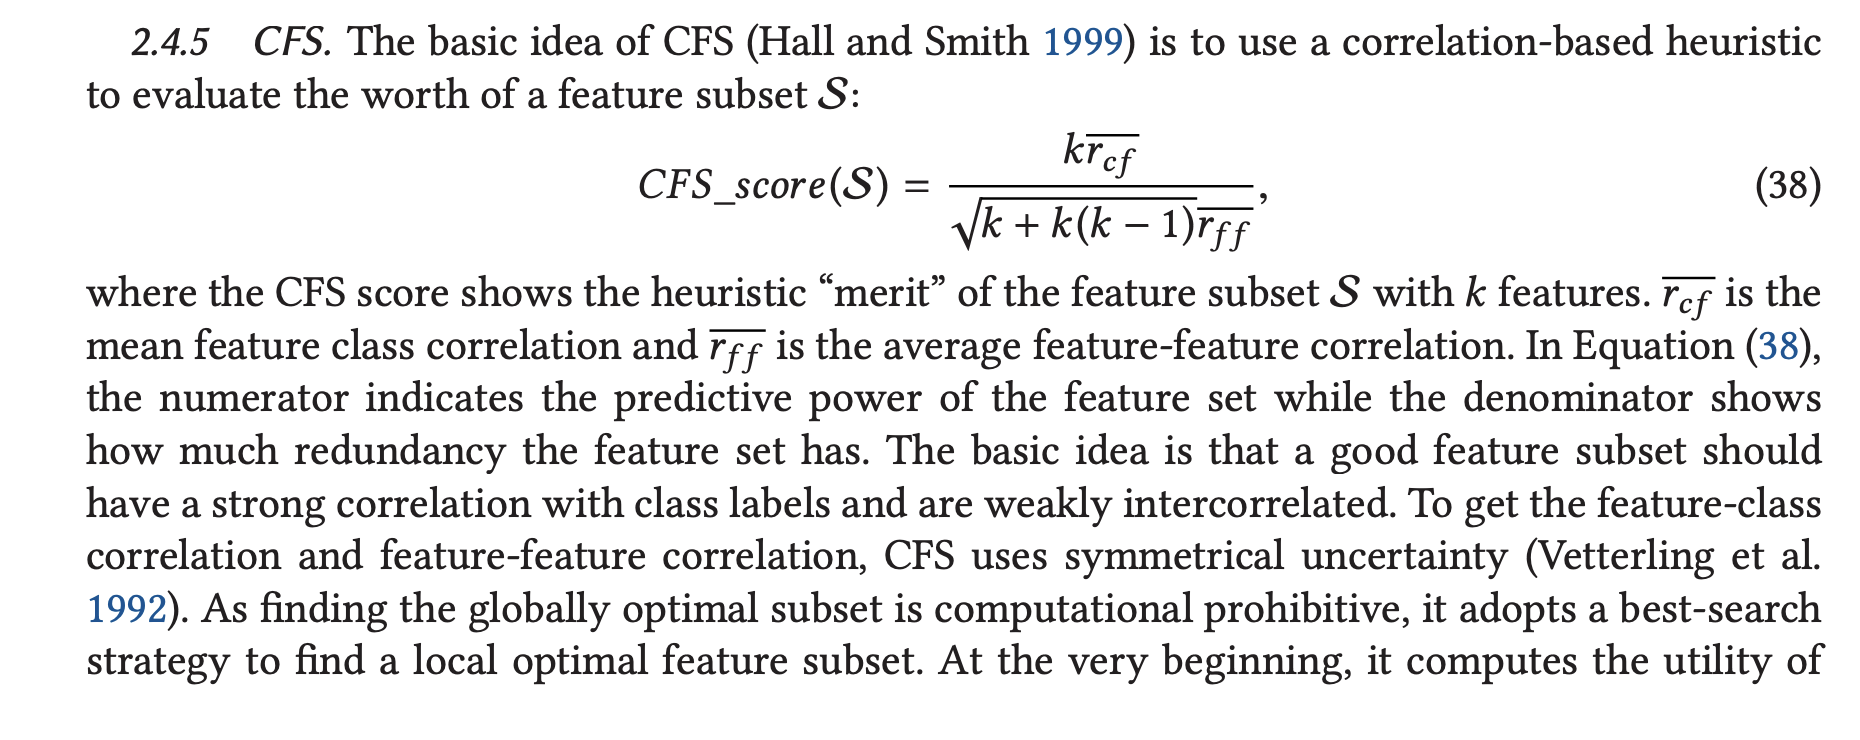 2.4.5 CFS. The basic idea of CFS (Hall and Smith 1999) is to use a correlation-based heuristic
to evaluate the worth of a feature subset 𝒮:
CFS_score(𝒮) = \frac{k\overline{r_{cf}}}{\sqrt{k + k(k − 1)\overline{r_{ff}}}}, (38)
where the CFS score shows the heuristic “merit” of the feature subset 𝒮 with k features. \overline{r_{cf}} is the
mean feature class correlation and \overline{r_{ff}} is the average feature-feature correlation. In Equation (38),
the numerator indicates the predictive power of the feature set while the denominator shows
how much redundancy the feature set has. The basic idea is that a good feature subset should
have a strong correlation with class labels and are weakly intercorrelated. To get the feature-class
correlation and feature-feature correlation, CFS uses symmetrical uncertainty (Vetterling et al.
1992). As finding the globally optimal subset is computational prohibitive, it adopts a best-search
strategy to find a local optimal feature subset. At the very beginning, it computes the utility of